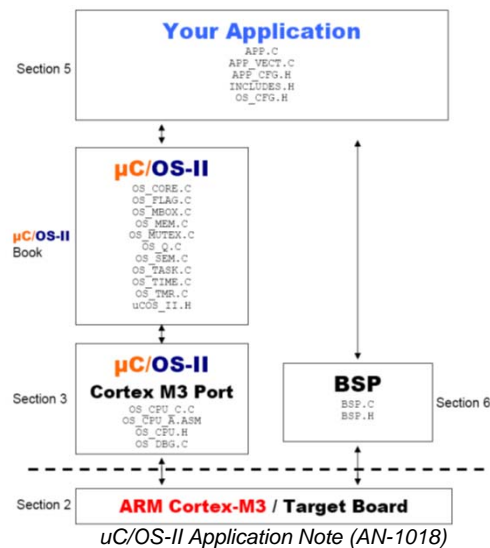 Your Application
Section 5
APP.C
APP_VECT.C
APP_CFG.H
INCLUDES.H
OS_CFG.H
µC/OS-II
µC/OS-II
Book
OS_CORE.C
OS_FLAG.C
OS_MBOX.C
OS_MEM.C
OS_MUTEX.C
OS_Q.C
OS_SEM.C
OS_TASK.C
OS_TIME.C
OS_TMR.C
uCOS_II.H
µC/OS-II
Cortex M3 Port
Section 3
OS_CPU_C.C
OS_CPU_A.ASM
OS_CPU.H
OS_DBG.C
BSP
BSP.C
BSP.H
Section 6
Section 2
ARM Cortex-M3 / Target Board
uC/OS-II Application Note (AN-1018)